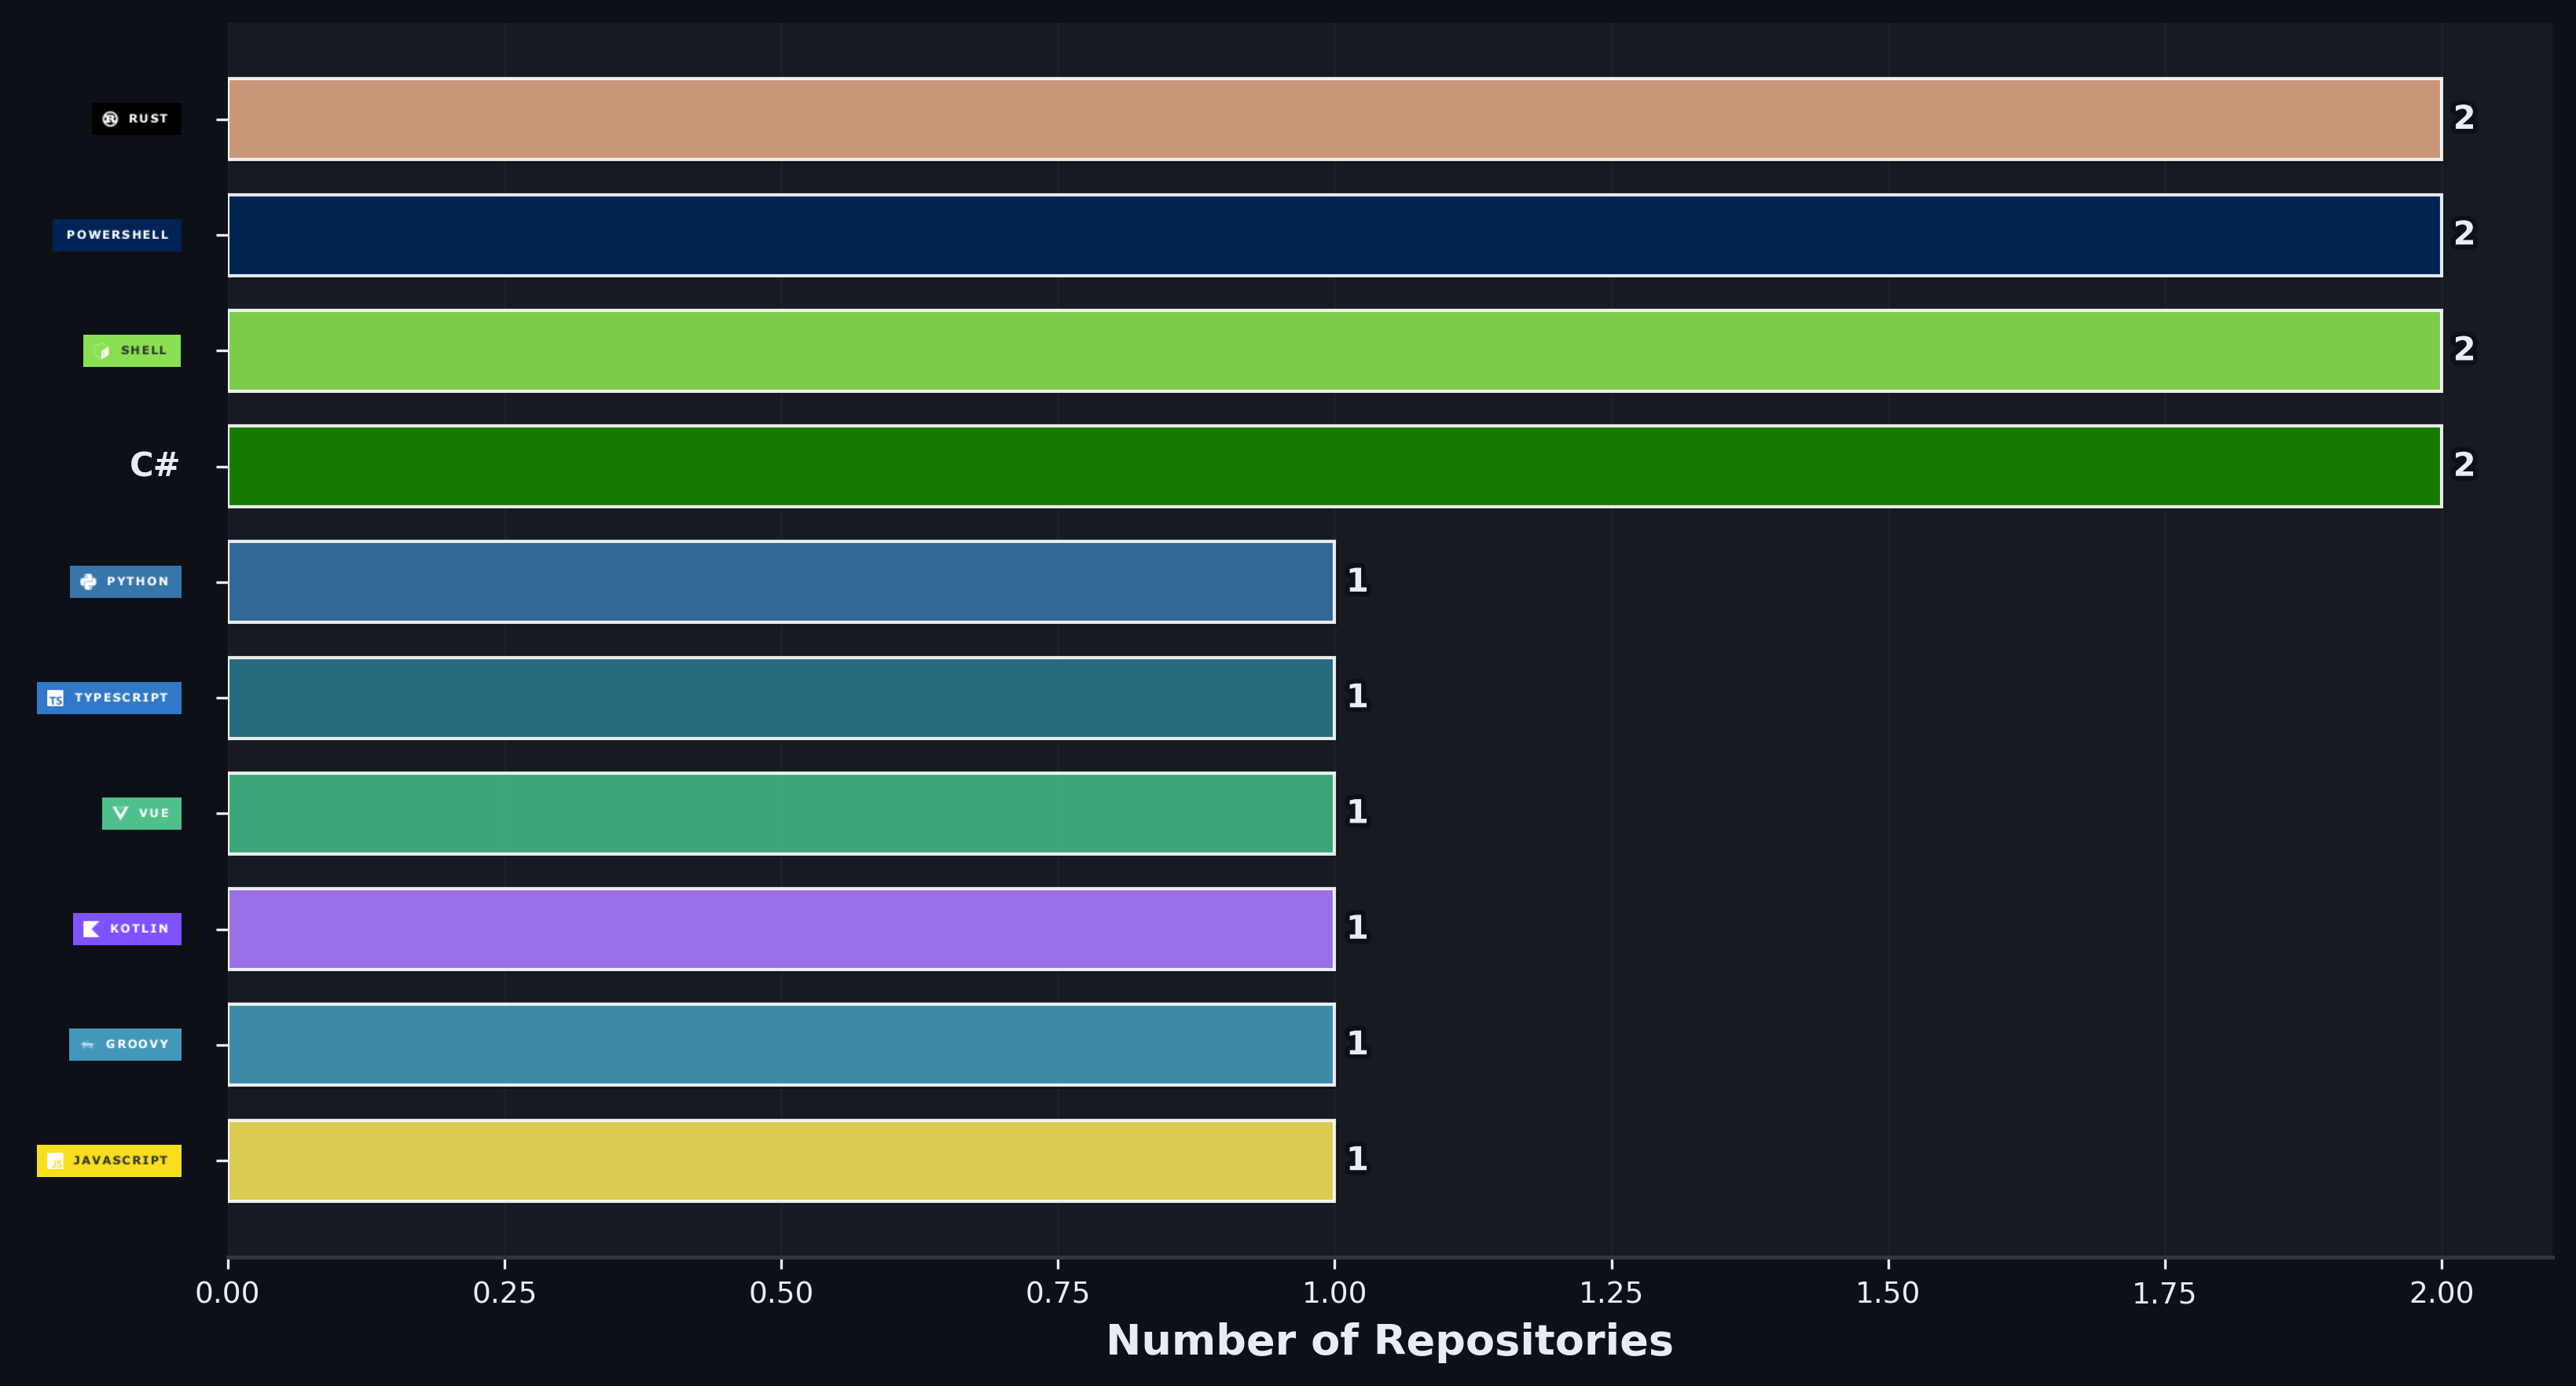 RUST 2
POWERSHELL 2
SHELL 2
C# 2
PYTHON 1
TS TYPESCRIPT 1
VUE 1
KOTLIN 1
GROOVY 1
JS JAVASCRIPT 1
0.00 0.25 0.50 0.75 1.00 1.25 1.50 1.75 2.00
Number of Repositories